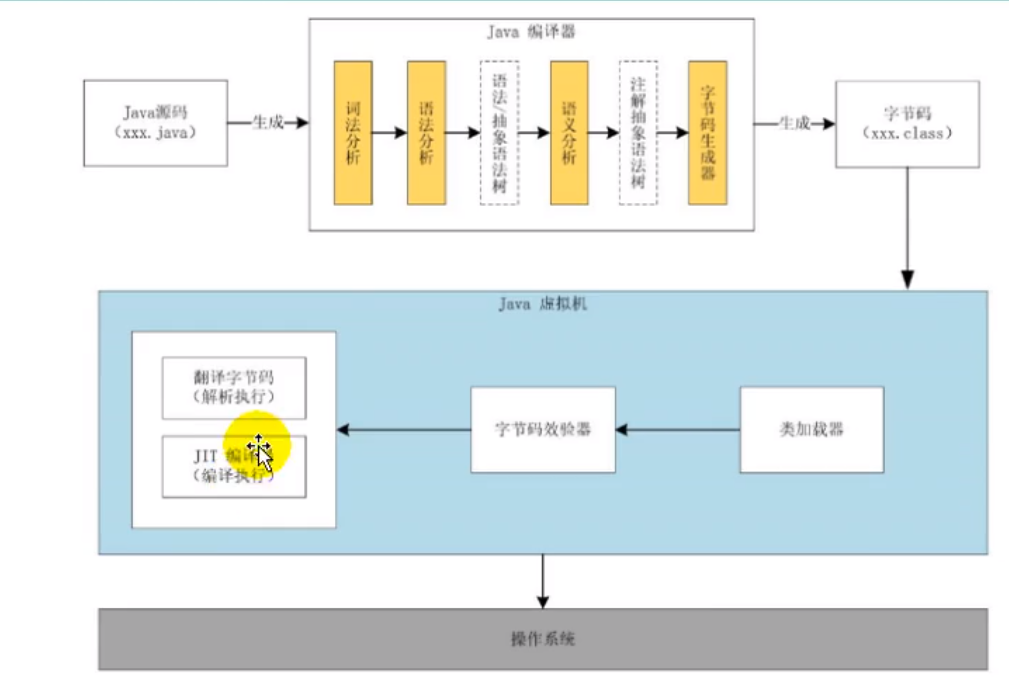 Java 编译器
Java源码
（xxx.java）
生成
词法分析
语法分析
语法/抽象语法树
语义分析
注解抽象语法树
字节码生成器
生成
字节码
（xxx.class）
Java 虚拟机
翻译字节码
（解析执行）
JIT 编译
（编译执行）
字节码效验器
类加载器
操作系统